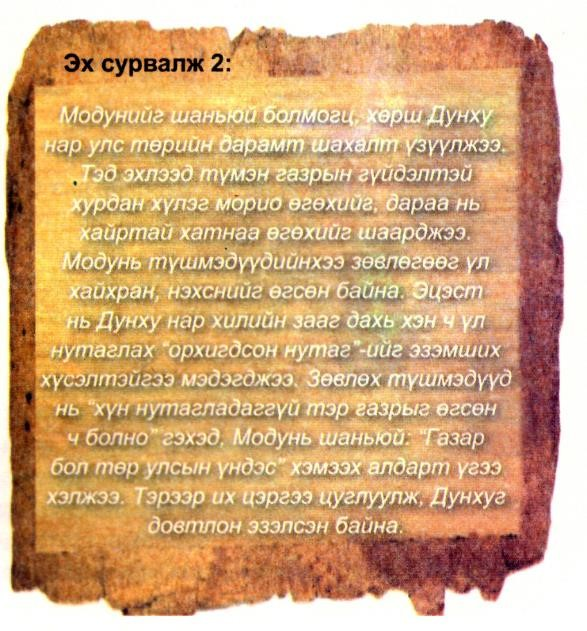 Эх сурвалж 2:
Модунийг шаньюй болмогц, хөрш Дунху
нар улс төрийн дарамт шахалт үзүүлжээ.
Тэд эхлээд түмэн газрын гүйдэлтэй
хурдан хүлэг морио өгөхийг, дараа нь
хайртай хатнаа өгөхийг шаарджээ.
Модунь түшмэдүүдийнхээ зөвлөгөөг үл
хайхран, нэхснийг өгсөн байна. Эцэст
нь Дунху нар хилийн зааг дахь хэн ч үл
нутаглах "орхигдсон нутаг"-ийг эзэмших
хүсэлтэйгээ мэдэгджээ. Зөвлөх түшмэдүүд
нь "хүн нутагладаггүй тэр газрыг өгсөн
ч болно" гэхэд, Модунь шаньюй: "Газар
бол төр улсын үндэс" хэмээх алдарт үгээ
хэлжээ. Тэрээр их цэргээ цуглуулж, Дунхуг
довтлон эзэлсэн байна.